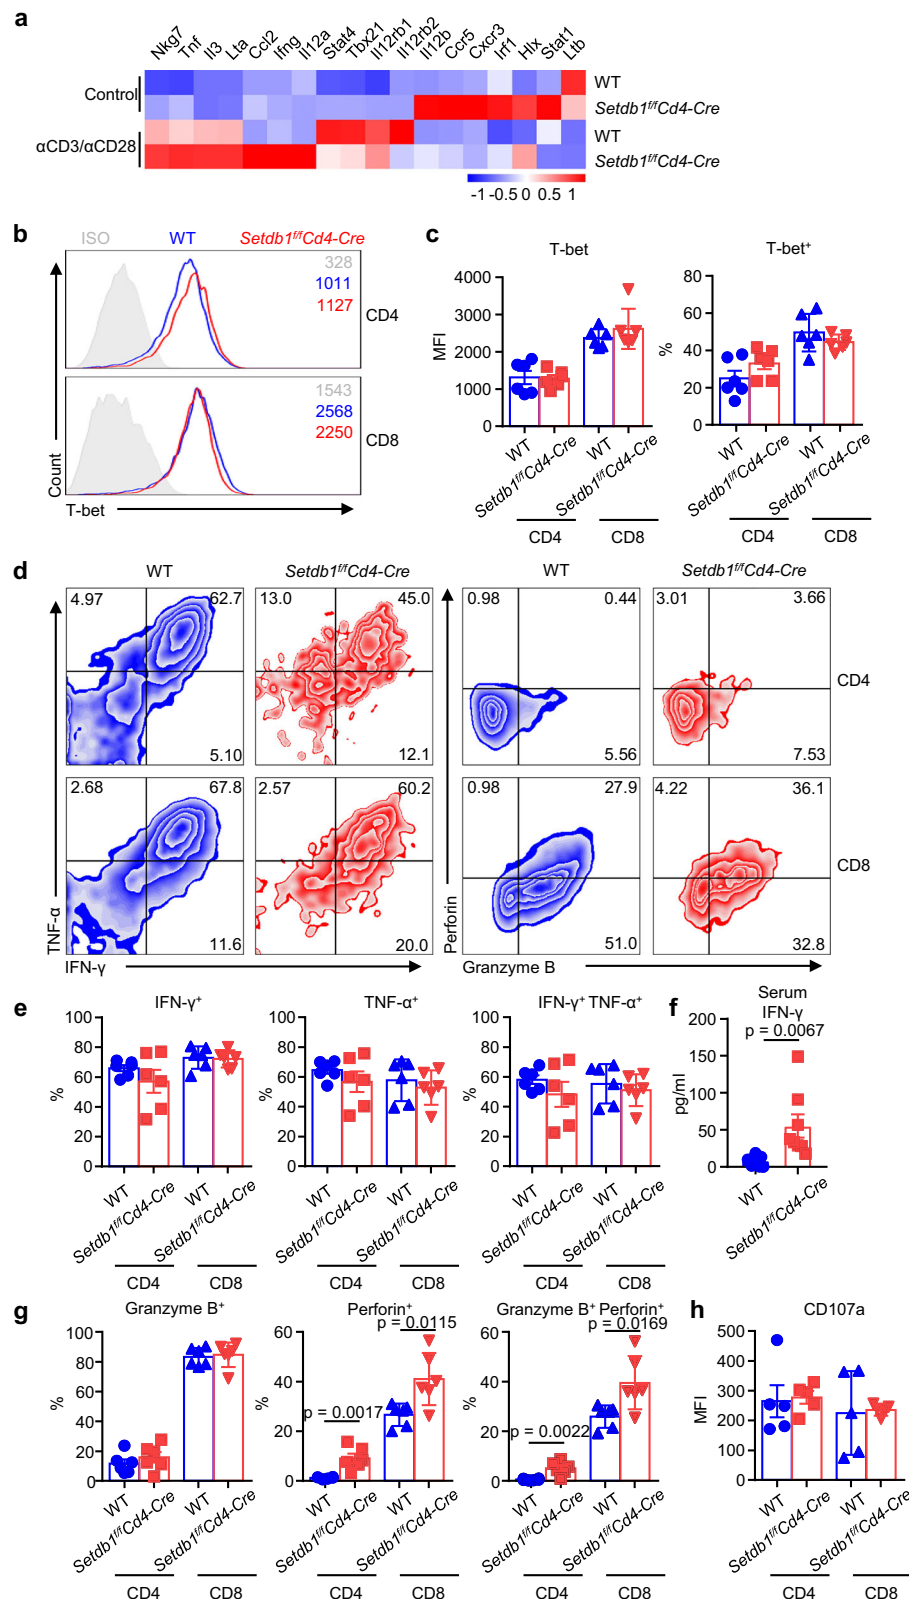 a
Nkg7 Tnf Il3 Lta Ccl2 Ifng Il12a Stat4 Tbx21 Il12rb1 Il12rb2 Il12b Ccr5 Cxcr3 Irf1 Hlx Stat1 Ltb
Control
WT
Setdb1f/fCd4-Cre
αCD3/αCD28
WT
Setdb1f/fCd4-Cre
-1 -0.5 0 0.5 1
b
ISO WT Setdb1f/fCd4-Cre
328
1011
1127
CD4
1543
2568
2250
CD8
Count
T-bet
c
T-bet
MFI
4000
3000
2000
1000
0
WT Setdb1f/fCd4-Cre WT Setdb1f/fCd4-Cre
CD4 CD8
T-bet+
%
80
60
40
20
0
WT Setdb1f/fCd4-Cre WT Setdb1f/fCd4-Cre
CD4 CD8
d
WT Setdb1f/fCd4-Cre WT Setdb1f/fCd4-Cre
4.97 62.7 13.0 45.0 0.98 0.44 3.01 3.66
CD4
5.10 12.1 5.56 7.53
2.68 67.8 2.57 60.2 0.98 27.9 4.22 36.1
CD8
11.6 20.0 51.0 32.8
TNF-α
IFN-γ
Perforin
Granzyme B
e
IFN-γ+
%
100
80
60
40
20
0
WT Setdb1f/fCd4-Cre WT Setdb1f/fCd4-Cre
CD4 CD8
TNF-α+
%
100
80
60
40
20
0
WT Setdb1f/fCd4-Cre WT Setdb1f/fCd4-Cre
CD4 CD8
IFN-γ+ TNF-α+
%
100
80
60
40
20
0
WT Setdb1f/fCd4-Cre WT Setdb1f/fCd4-Cre
CD4 CD8
f
Serum
IFN-γ
p = 0.0067
pg/ml
200
150
100
50
0
WT Setdb1f/fCd4-Cre
g
Granzyme B+
%
100
80
60
40
20
0
WT Setdb1f/fCd4-Cre WT Setdb1f/fCd4-Cre
CD4 CD8
Perforin+
p = 0.0115
p = 0.0017
%
60
40
20
0
WT Setdb1f/fCd4-Cre WT Setdb1f/fCd4-Cre
CD4 CD8
Granzyme B+ Perforin+
p = 0.0169
p = 0.0022
%
60
40
20
0
WT Setdb1f/fCd4-Cre WT Setdb1f/fCd4-Cre
CD4 CD8
h
CD107a
MFI
500
400
300
200
100
0
WT Setdb1f/fCd4-Cre WT Setdb1f/fCd4-Cre
CD4 CD8